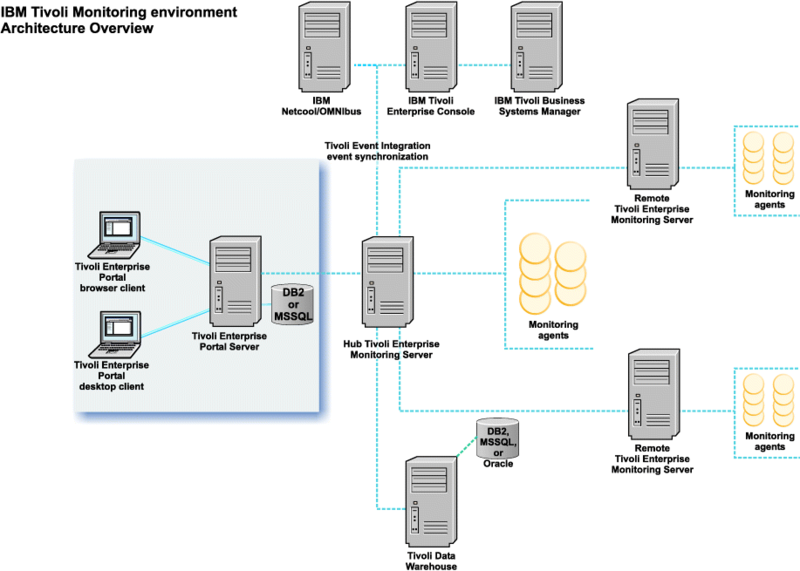 IBM Tivoli Monitoring environment
Architecture Overview
IBM
Netcool/OMNibus
IBM Tivoli
Enterprise Console
IBM Tivoli Business
Systems Manager
Tivoli Event Integration
event synchronization
Remote
Tivoli Enterprise
Monitoring Server
Monitoring
agents
Tivoli Enterprise
Portal
browser client
Tivoli Enterprise
Portal
desktop client
Tivoli Enterprise
Portal Server
DB2
or
MSSQL
Hub Tivoli Enterprise
Monitoring Server
Monitoring
agents
Remote
Tivoli Enterprise
Monitoring Server
Monitoring
agents
DB2,
MSSQL,
or
Oracle
Tivoli Data
Warehouse